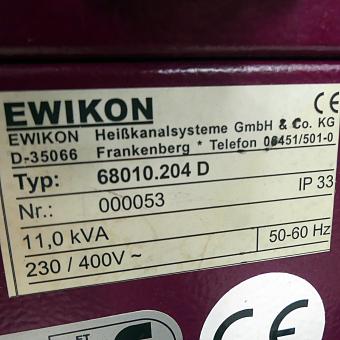 EWIKON
CE
EWIKON Heißkanalsysteme GmbH & Co. KG
D-35066 Frankenberg * Telefon 06451/501-0
Typ: 68010.204 D
IP 33
Nr.: 000053
11,0 kVA
50-60 Hz
230 / 400V ~
ET
CE